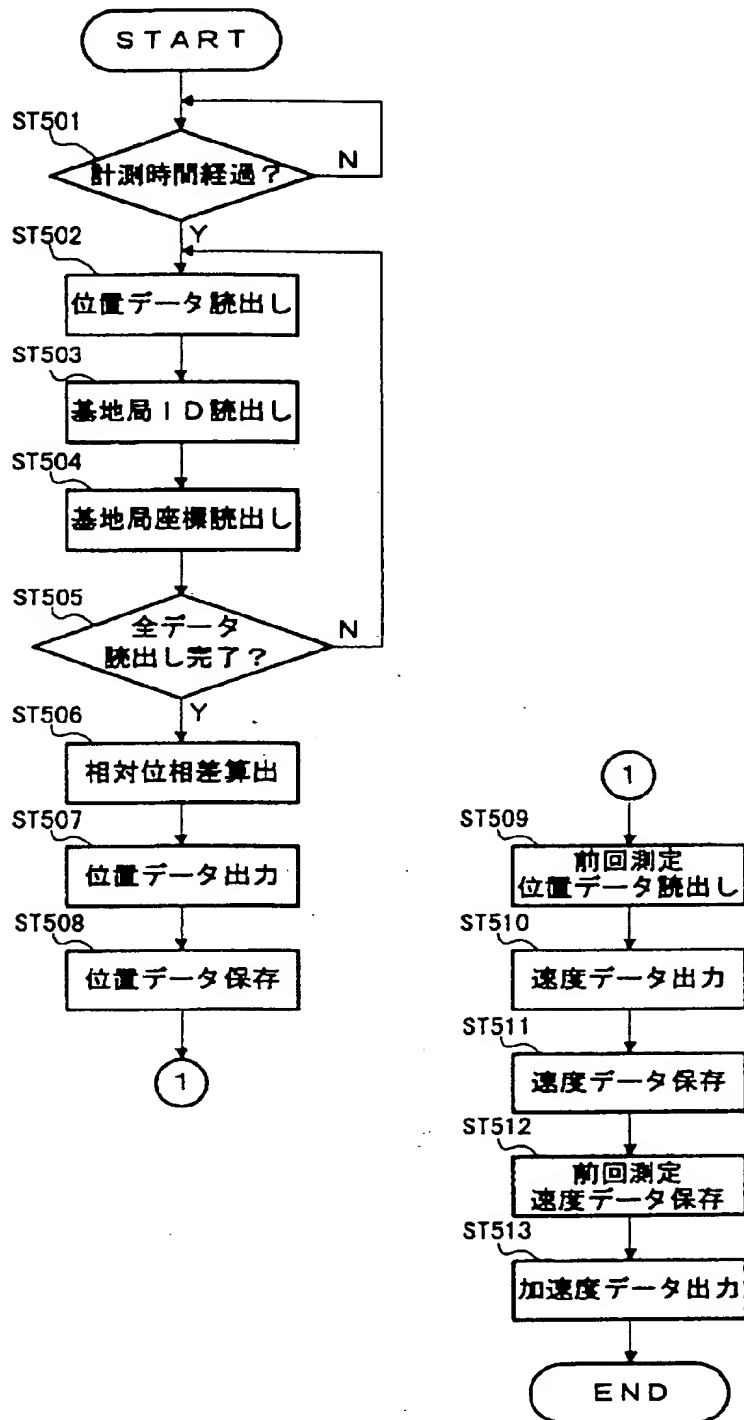 START
ST501
計測時間経過?
N
Y
ST502
位置データ読出し
ST503
基地局ID読出し
ST504
基地局座標読出し
ST505
全データ
読出し完了?
N
Y
ST506
相対位相差算出
ST507
位置データ出力
ST508
位置データ保存
1
1
ST509
前回測定
位置データ読出し
ST510
速度データ出力
ST511
速度データ保存
ST512
前回測定
速度データ保存
ST513
加速度データ出力
END